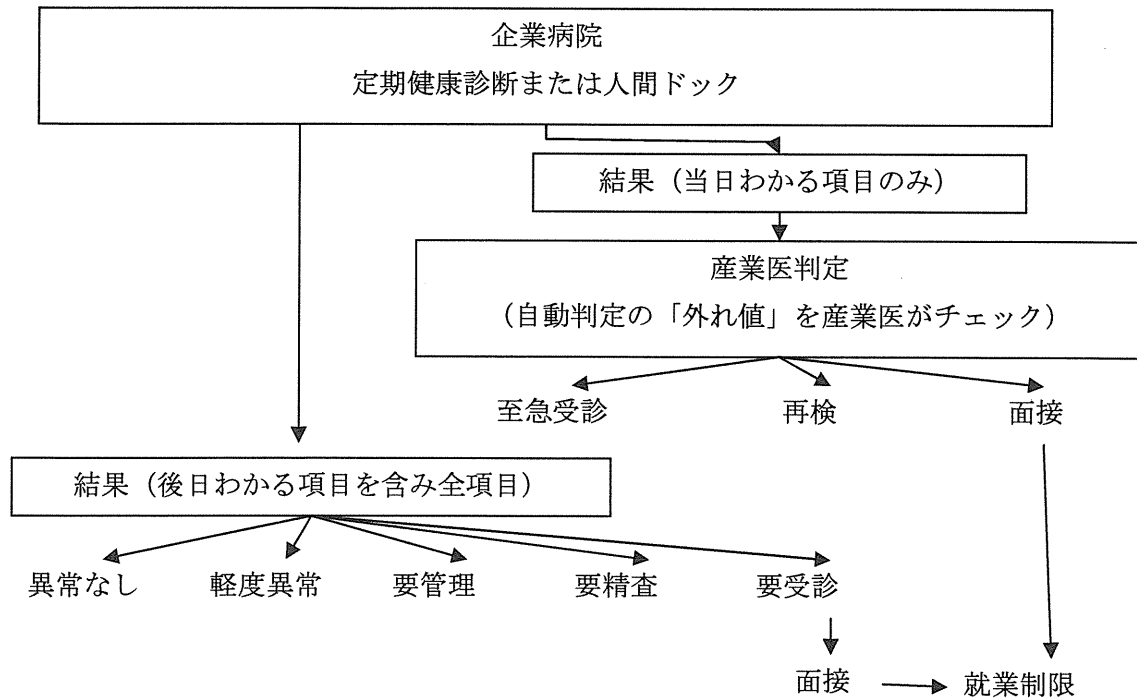 企業病院
定期健康診断または人間ドック
結果（当日わかる項目のみ）
産業医判定
（自動判定の「外れ値」を産業医がチェック）
至急受診
再検
面接
結果（後日わかる項目を含み全項目）
異常なし
軽度異常
要管理
要精査
要受診
面接
就業制限